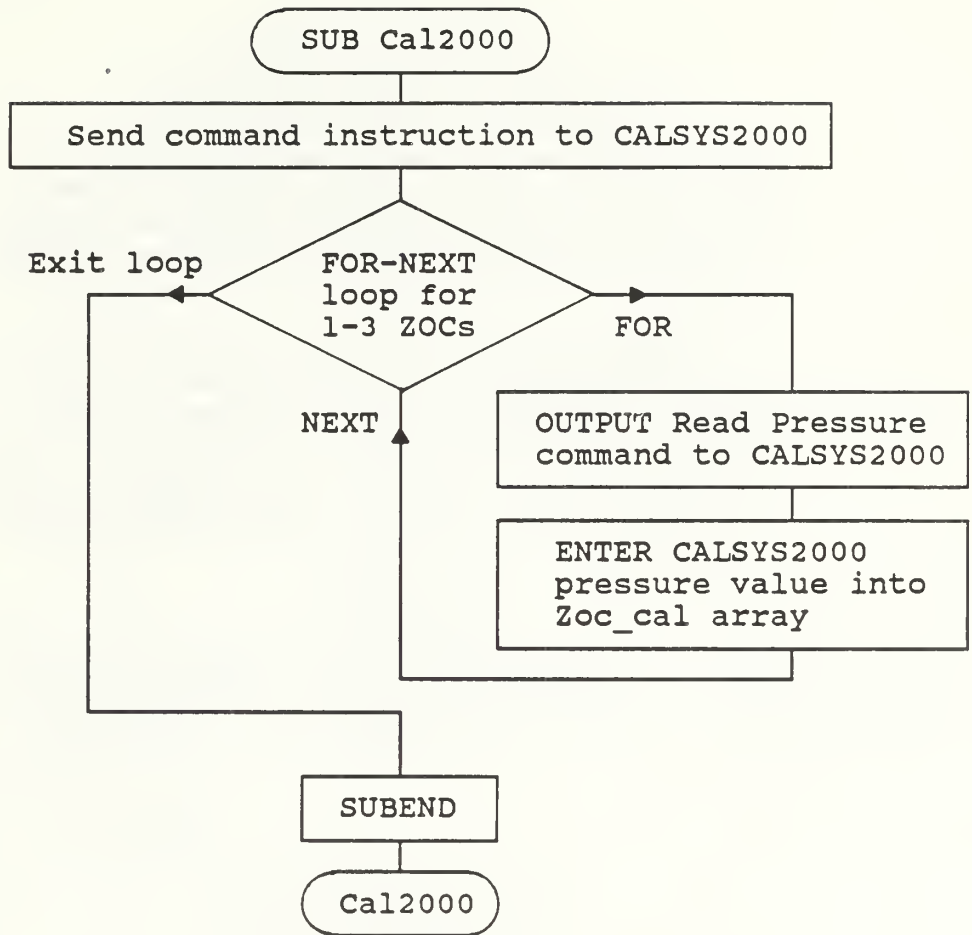 SUB Cal2000
Send command instruction to CALSYS2000
Exit loop
FOR-NEXT
loop for
1-3 ZOCs
FOR
NEXT
OUTPUT Read Pressure
command to CALSYS2000
ENTER CALSYS2000
pressure value into
Zoc_cal array
SUBEND
Cal2000